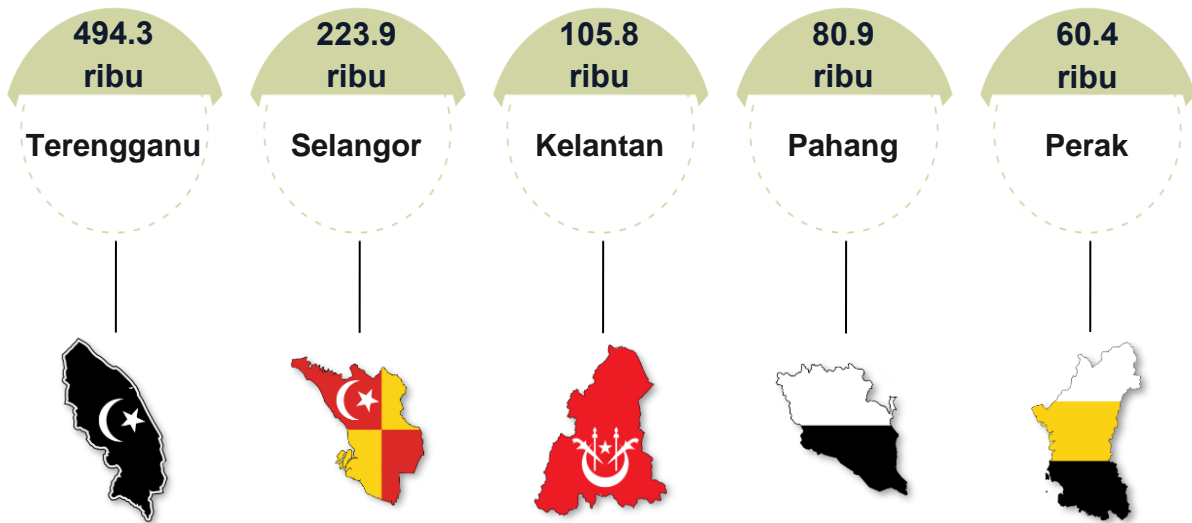 494.3
ribu
Terengganu
223.9
ribu
Selangor
105.8
ribu
Kelantan
80.9
ribu
Pahang
60.4
ribu
Perak